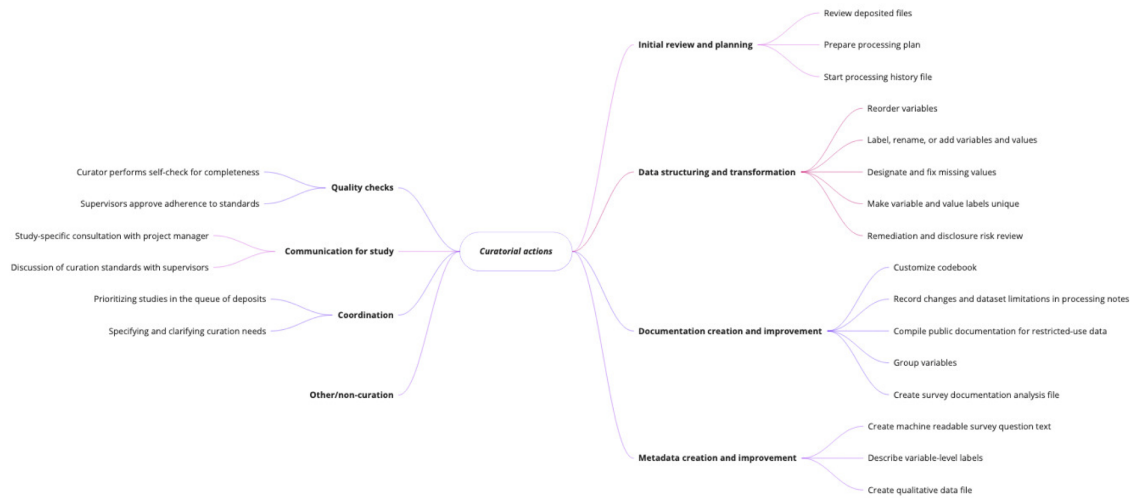 Curatorial actions
Initial review and planning
Review deposited files
Prepare processing plan
Start processing history file
Data structuring and transformation
Reorder variables
Label, rename, or add variables and values
Designate and fix missing values
Make variable and value labels unique
Remediation and disclosure risk review
Documentation creation and improvement
Customize codebook
Record changes and dataset limitations in processing notes
Compile public documentation for restricted-use data
Group variables
Create survey documentation analysis file
Metadata creation and improvement
Create machine readable survey question text
Describe variable-level labels
Create qualitative data file
Quality checks
Curator performs self-check for completeness
Supervisors approve adherence to standards
Communication for study
Study-specific consultation with project manager
Discussion of curation standards with supervisors
Coordination
Prioritizing studies in the queue of deposits
Specifying and clarifying curation needs
Other/non-curation